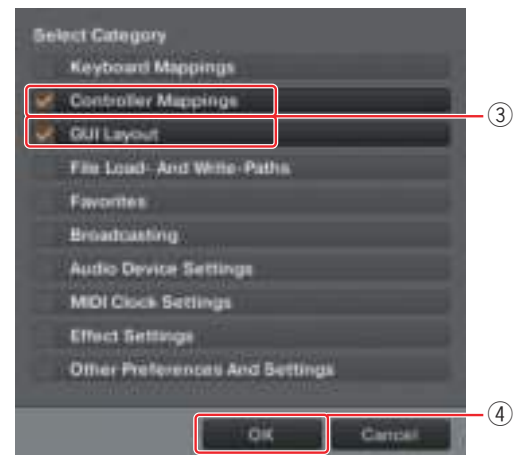 Select Category
Keyboard Mappings
Controller Mappings
③
GUI Layout
File Load- And Write-Paths
Favorites
Broadcasting
Audio Device Settings
MIDI Clock Settings
Effect Settings
Other Preferences And Settings
④
OK Cancel